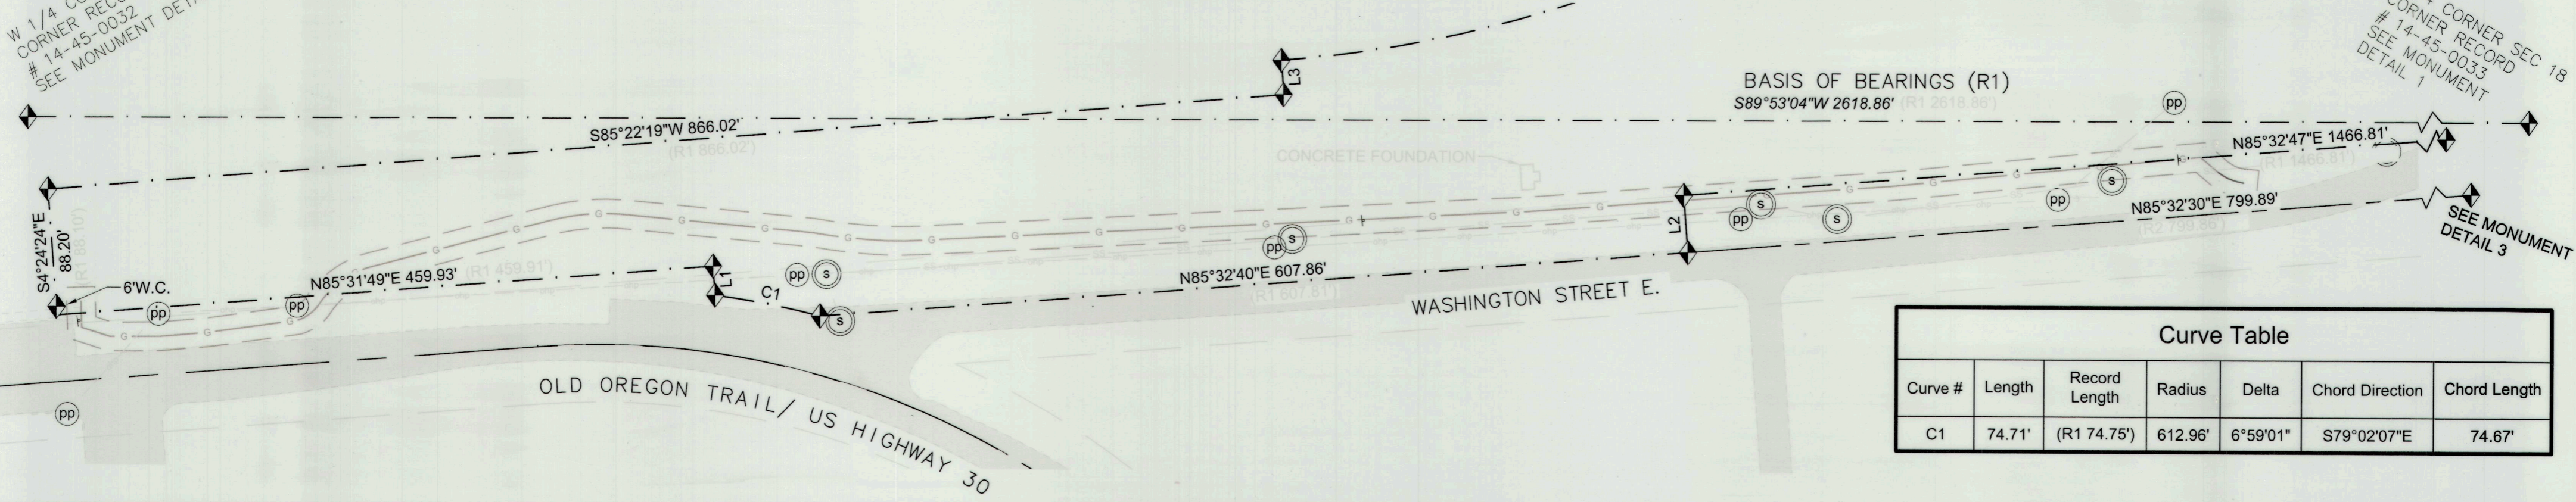 W 1/4 CO
CORNER RECO
# 14-45-0032
SEE MONUMENT DETA
CORNER SEC 18
CORNER RECORD
# 14-45-0033
SEE MONUMENT
DETAIL 1
BASIS OF BEARINGS (R1)
S89°53'04"W 2618.86' (R1 2618.86')
L3
pp
S85°22'19"W 866.02'
(R1 866.02')
CONCRETE FOUNDATION
N85°32'47"E 1466.81'
(R1 1466.81')
S4°24'24"E
88.20'
(R1 88.10')
6'W.C.
pp
pp
N85°31'49"E 459.93'
(R1 459.91')
G G G G G G G G G G G G G G G G G G G G G G
L1
C1
pp S
S
pp S
N85°32'40"E 607.86'
(R1 607.81')
L2
pp S
S
pp
S
N85°32'30"E 799.89'
(R2 799.86')
SEE MONUMENT
DETAIL 3
WASHINGTON STREET E.
OLD OREGON TRAIL/ US HIGHWAY 30
pp
Curve Table
Curve # Length Record Length Radius Delta Chord Direction Chord Length
C1 74.71' (R1 74.75') 612.96' 6°59'01" S79°02'07"E 74.67'